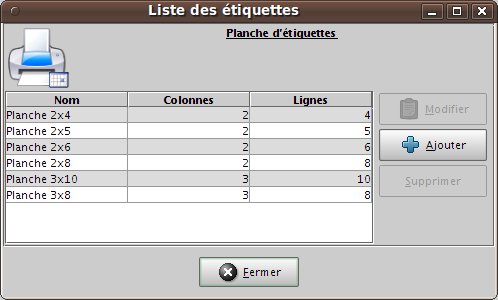 Liste des étiquettes
Planche d'étiquettes
Nom Colonnes Lignes
Planche 2x4 2 4
Planche 2x5 2 5
Planche 2x6 2 6
Planche 2x8 2 8
Planche 3x10 3 10
Planche 3x8 3 8
Modifier
Ajouter
Supprimer
Fermer